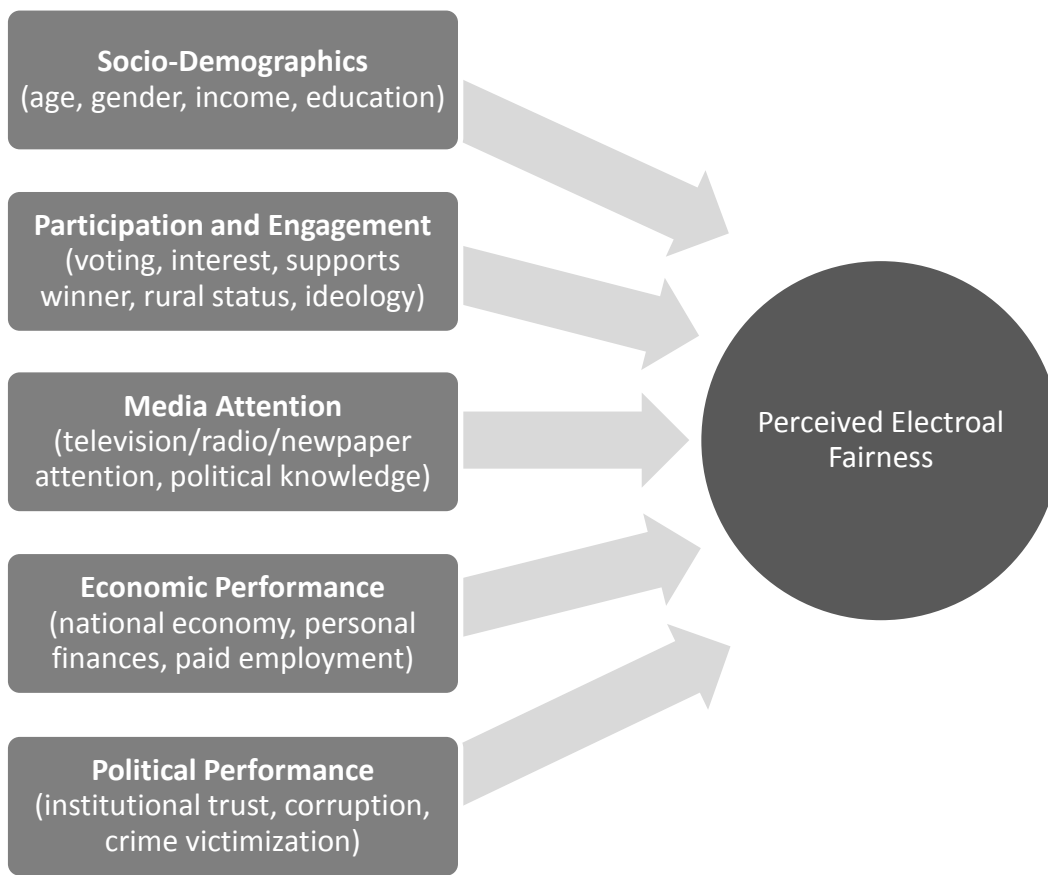 Socio-Demographics
(age, gender, income, education)
Participation and Engagement
(voting, interest, supports
winner, rural status, ideology)
Media Attention
(television/radio/newpaper
attention, political knowledge)
Economic Performance
(national economy, personal
finances, paid employment)
Political Performance
(institutional trust, corruption,
crime victimization)
Perceived Electroal
Fairness